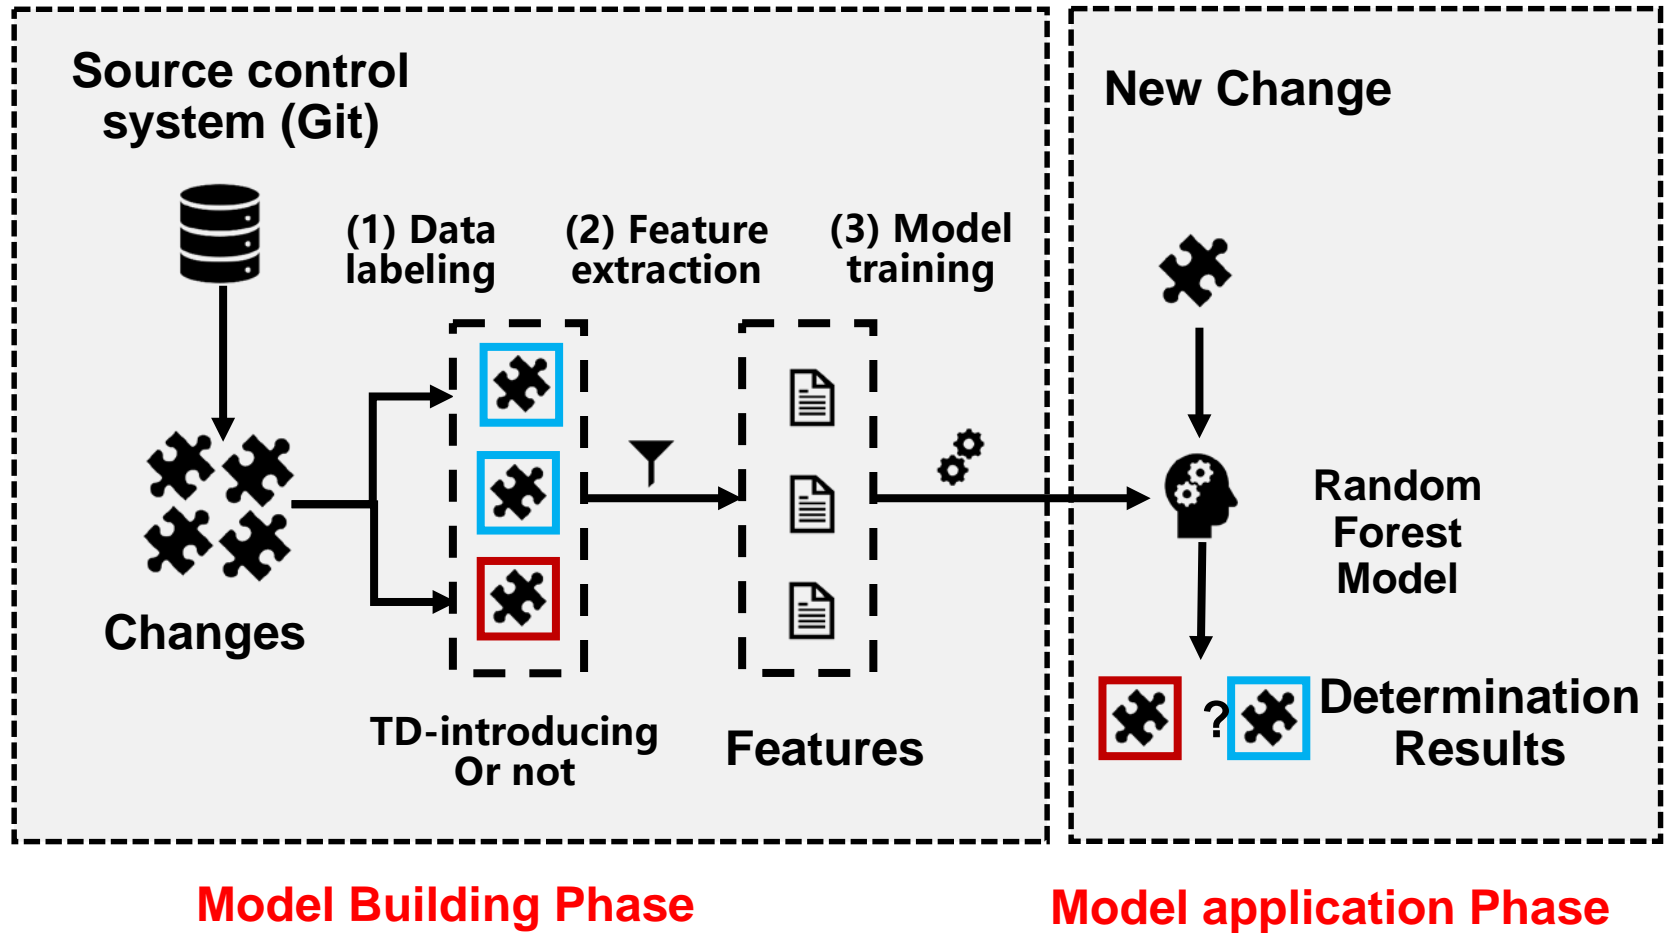 Source control
system (Git)
(1) Data
labeling
(2) Feature
extraction
(3) Model
training
Changes
TD-introducing
Or not
Features
New Change
Random
Forest
Model
?
Determination
Results
Model Building Phase
Model application Phase